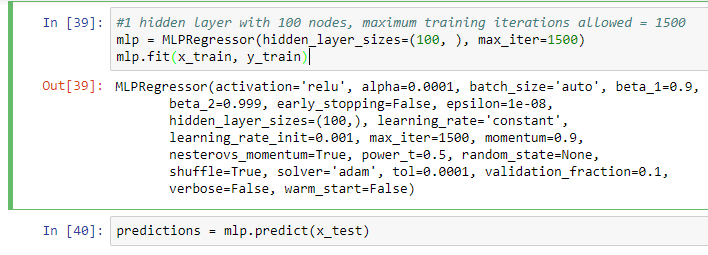 In [39]: #1 hidden layer with 100 nodes, maximum training iterations allowed = 1500
mlp = MLPRegressor(hidden_layer_sizes=(100, ), max_iter=1500)
mlp.fit(x_train, y_train)
Out[39]: MLPRegressor(activation='relu', alpha=0.0001, batch_size='auto', beta_1=0.9,
beta_2=0.999, early_stopping=False, epsilon=1e-08,
hidden_layer_sizes=(100,), learning_rate='constant',
learning_rate_init=0.001, max_iter=1500, momentum=0.9,
nesterovs_momentum=True, power_t=0.5, random_state=None,
shuffle=True, solver='adam', tol=0.0001, validation_fraction=0.1,
verbose=False, warm_start=False)
In [40]: predictions = mlp.predict(x_test)